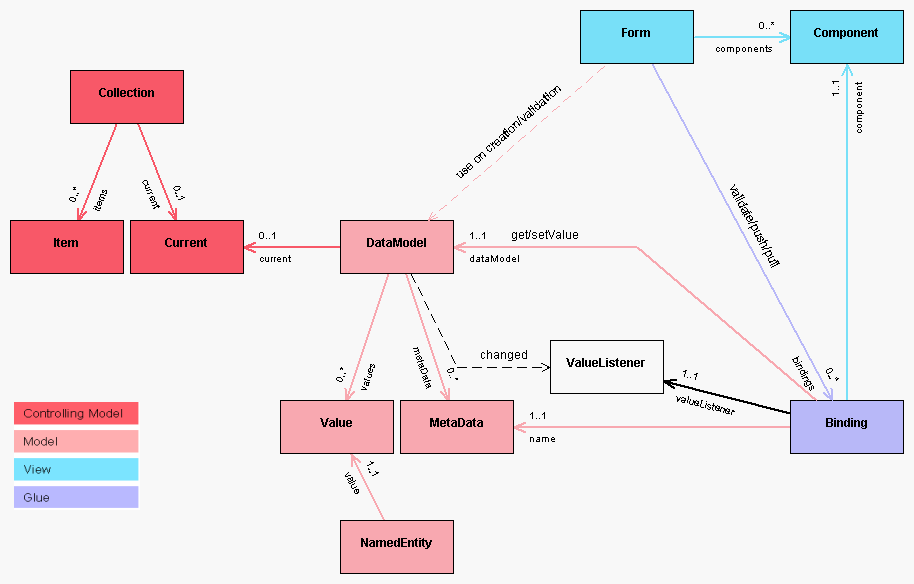 Form
0..*
components
Component
Collection
use on creation/validation
1..1
component
0..*
items
current
0..1
validate/push/pull
Item
Current
0..1
current
DataModel
1..1
get/setValue
dataModel
changed
ValueListener
0..*
values
metaData
0..*
1..1
valueListener
bindings
0..*
Controlling Model
Model
View
Glue
Value
MetaData
1..1
name
Binding
1..1
value
NamedEntity